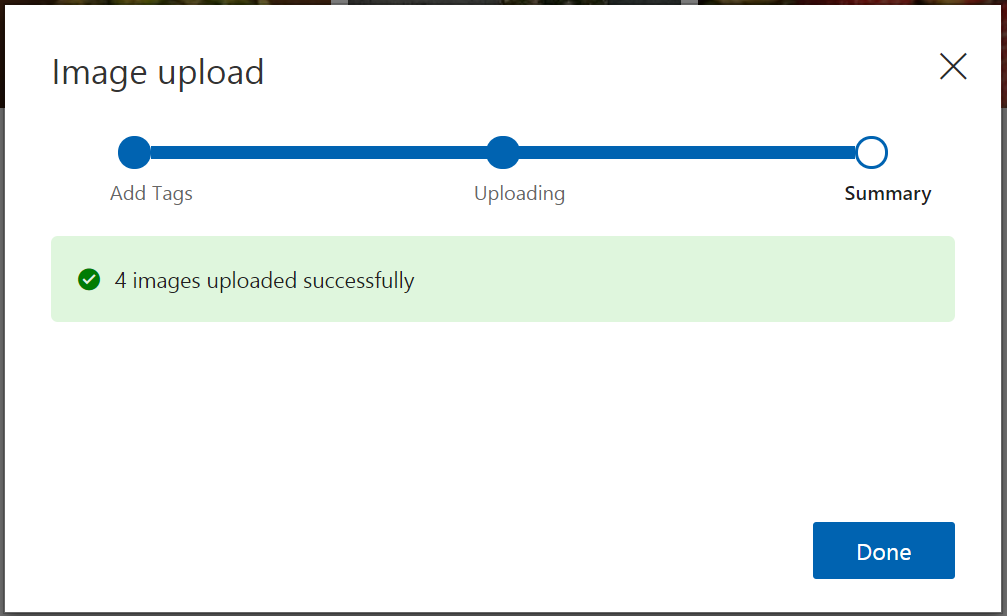 Image upload
Add Tags
Uploading
Summary
4 images uploaded successfully
Done